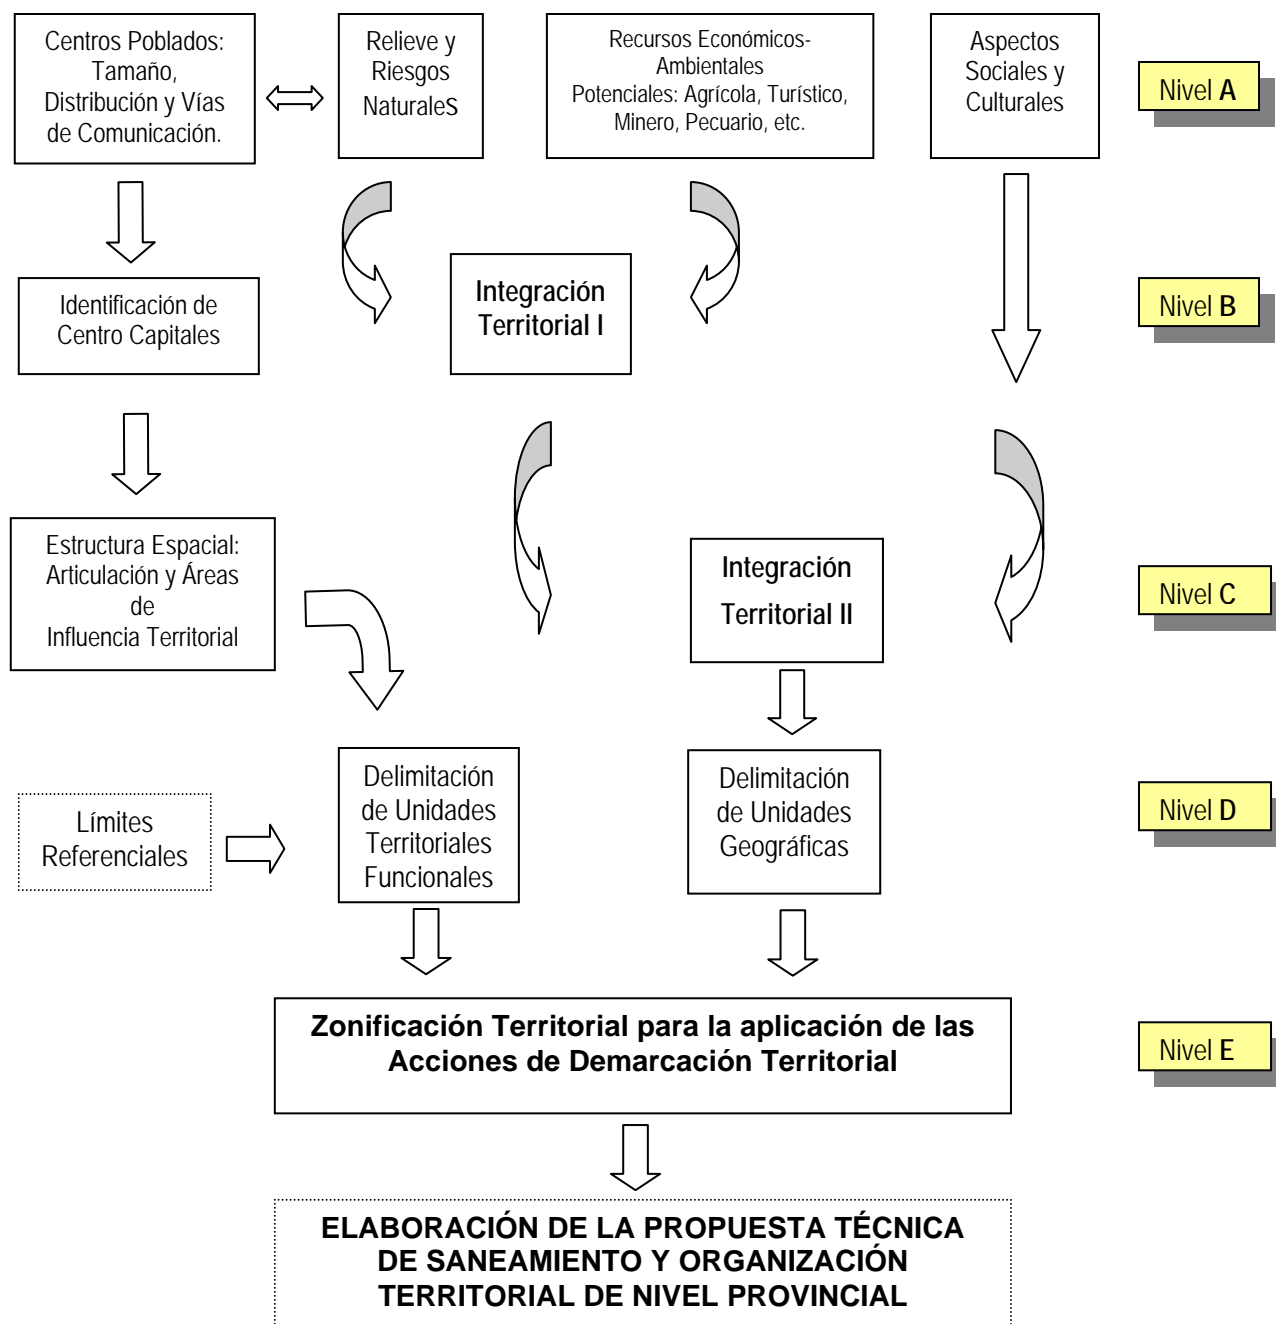 Centros Poblados:
Tamaño,
Distribución y Vías
de Comunicación.
Relieve y
Riesgos
NaturaleS
Recursos Económicos-
Ambientales
Potenciales: Agrícola, Turístico,
Minero, Pecuario, etc.
Aspectos
Sociales y
Culturales
Nivel A
Identificación de
Centro Capitales
Integración
Territorial I
Nivel B
Estructura Espacial:
Articulación y Áreas
de
Influencia Territorial
Integración
Territorial II
Nivel C
Límites
Referenciales
Delimitación
de Unidades
Territoriales
Funcionales
Delimitación
de Unidades
Geográficas
Nivel D
Zonificación Territorial para la aplicación de las
Acciones de Demarcación Territorial
Nivel E
ELABORACIÓN DE LA PROPUESTA TÉCNICA
DE SANEAMIENTO Y ORGANIZACIÓN
TERRITORIAL DE NIVEL PROVINCIAL